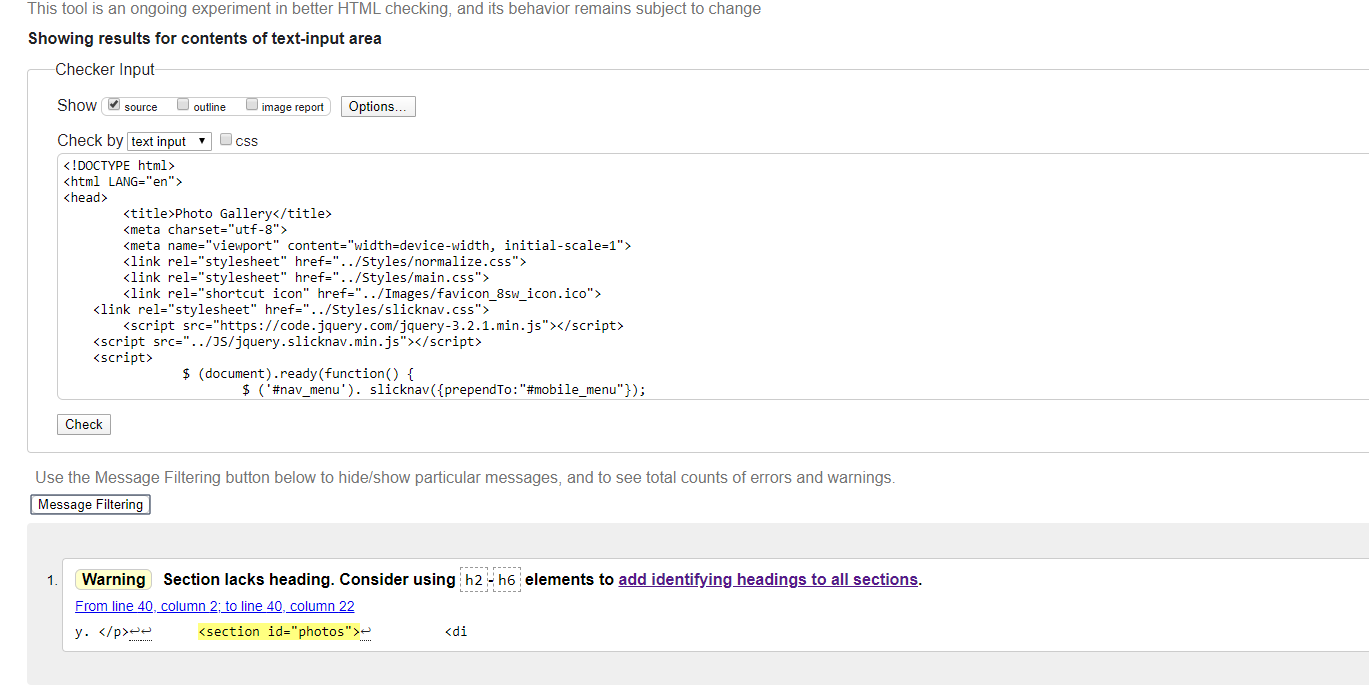 This tool is an ongoing experiment in better HTML checking, and its behavior remains subject to change
Showing results for contents of text-input area
Checker Input
Show source outline image report Options...
Check by text input css
<!DOCTYPE html>
<html LANG="en">
<head>
<title>Photo Gallery</title>
<meta charset="utf-8">
<meta name="viewport" content="width=device-width, initial-scale=1">
<link rel="stylesheet" href="../Styles/normalize.css">
<link rel="stylesheet" href="../Styles/main.css">
<link rel="shortcut icon" href="../Images/favicon_8sw_icon.ico">
<link rel="stylesheet" href="../Styles/slicknav.css">
<script src="https://code.jquery.com/jquery-3.2.1.min.js"></script>
<script src="../JS/jquery.slicknav.min.js"></script>
<script>
$ (document).ready(function() {
$ ('#nav_menu'). slicknav({prependTo:"#mobile_menu"});
Check
Use the Message Filtering button below to hide/show particular messages, and to see total counts of errors and warnings.
Message Filtering
1. Warning Section lacks heading. Consider using h2-h6 elements to add identifying headings to all sections.
From line 40, column 2; to line 40, column 22
y. </p>↩↩ <section id="photos">↩ <di